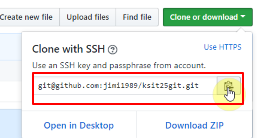 Create new file Upload files Find file Clone or download
Clone with SSH Use HTTPS
Use an SSH key and passphrase from account.
git@github.com:jimi1989/ksit25git.git
Open in Desktop Download ZIP